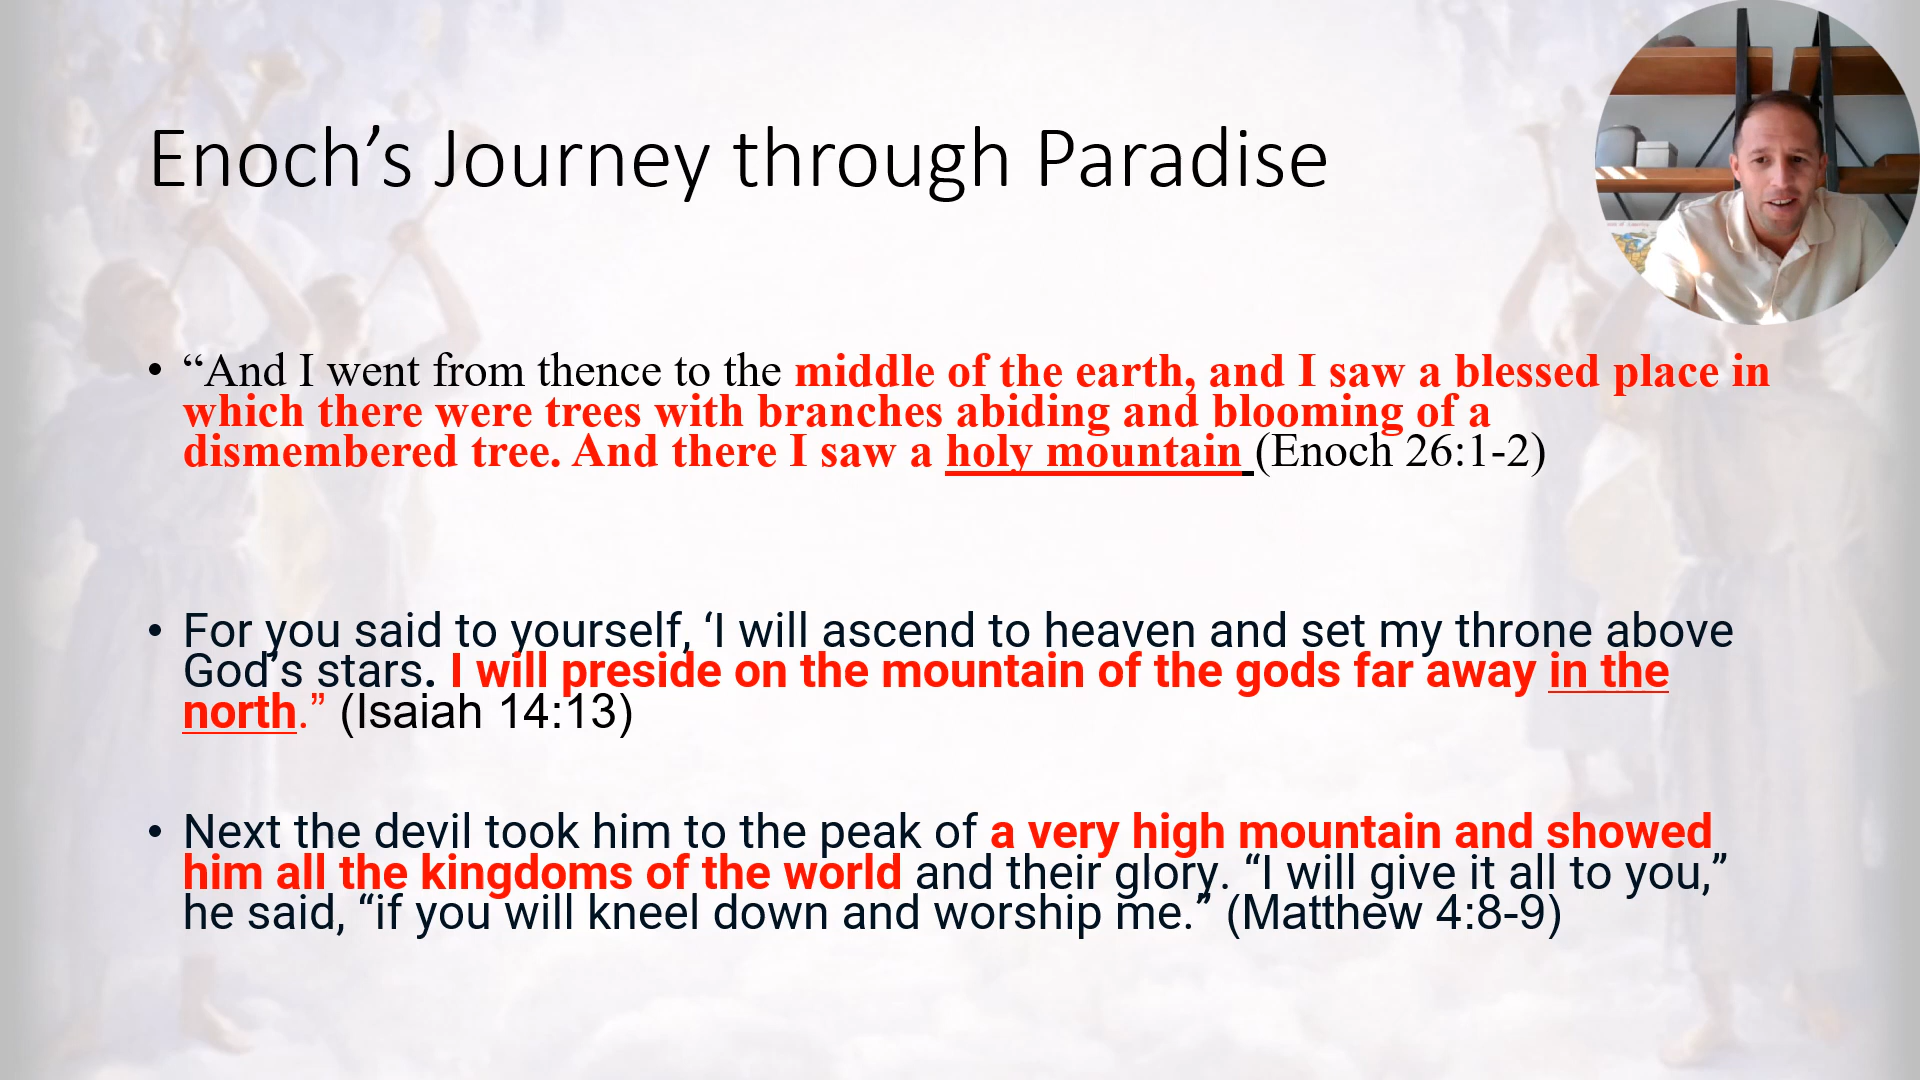 Enoch’s Journey through Paradise
• “And I went from thence to the middle of the earth, and I saw a blessed place in
which there were trees with branches abiding and blooming of a
dismembered tree. And there I saw a holy mountain (Enoch 26:1-2)
• For you said to yourself, ‘I will ascend to heaven and set my throne above
God’s stars. I will preside on the mountain of the gods far away in the
north.” (Isaiah 14:13)
• Next the devil took him to the peak of a very high mountain and showed
him all the kingdoms of the world and their glory. “I will give it all to you,”
he said, “if you will kneel down and worship me.” (Matthew 4:8-9)